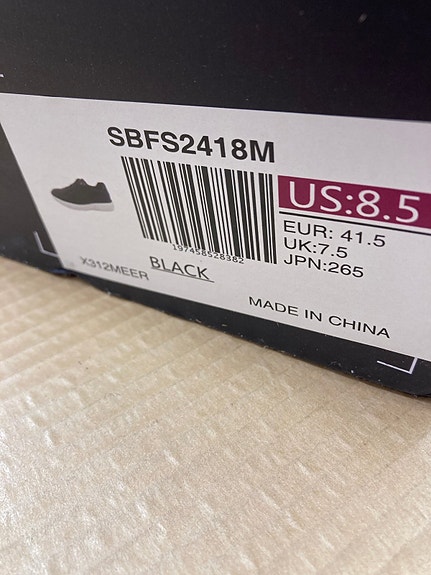 SBFS2418M
US:8.5
EUR: 41.5
UK:7.5
JPN:265
197458528382
X312MEER
BLACK
MADE IN CHINA